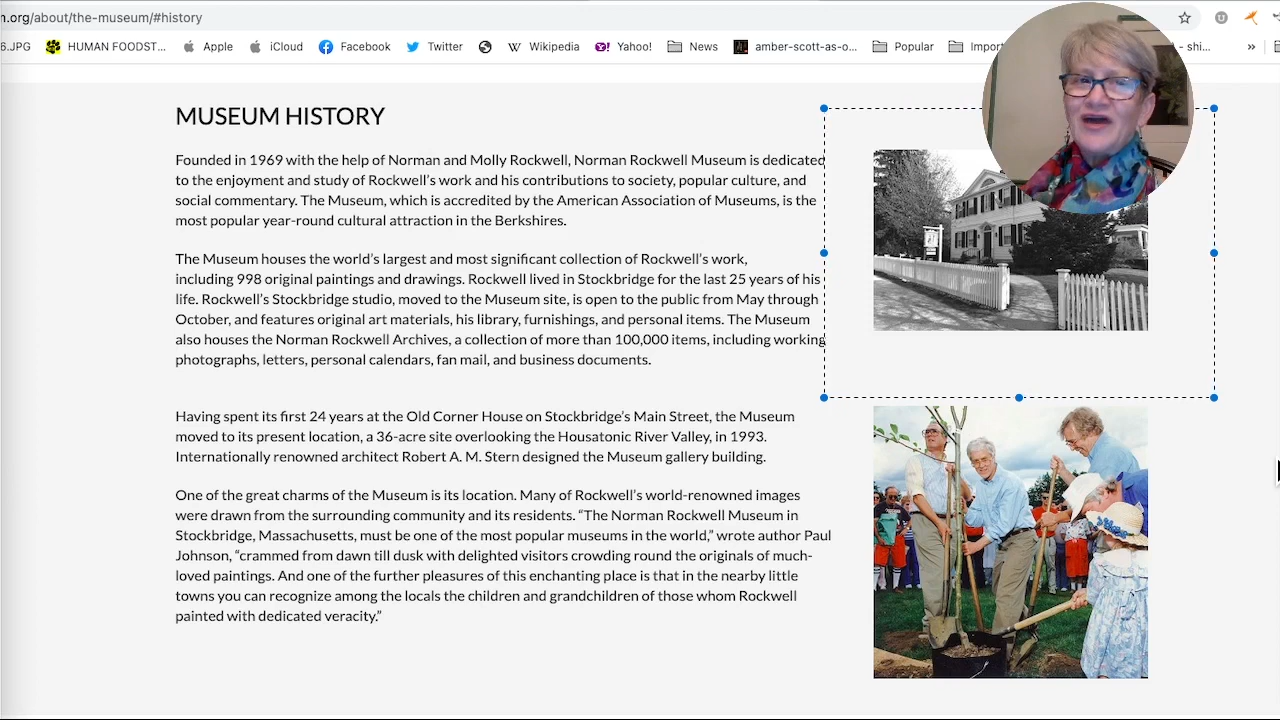 n.org/about/the-museum/#history
6.JPG HUMAN FOODST... Apple iCloud Facebook Twitter Wikipedia Yahoo! News amber-scott-as-o... Popular Import - shi... »
MUSEUM HISTORY
Founded in 1969 with the help of Norman and Molly Rockwell, Norman Rockwell Museum is dedicated
to the enjoyment and study of Rockwell’s work and his contributions to society, popular culture, and
social commentary. The Museum, which is accredited by the American Association of Museums, is the
most popular year-round cultural attraction in the Berkshires.
The Museum houses the world’s largest and most significant collection of Rockwell’s work,
including 998 original paintings and drawings. Rockwell lived in Stockbridge for the last 25 years of his
life. Rockwell’s Stockbridge studio, moved to the Museum site, is open to the public from May through
October, and features original art materials, his library, furnishings, and personal items. The Museum
also houses the Norman Rockwell Archives, a collection of more than 100,000 items, including working
photographs, letters, personal calendars, fan mail, and business documents.
Having spent its first 24 years at the Old Corner House on Stockbridge’s Main Street, the Museum
moved to its present location, a 36-acre site overlooking the Housatonic River Valley, in 1993.
Internationally renowned architect Robert A. M. Stern designed the Museum gallery building.
One of the great charms of the Museum is its location. Many of Rockwell’s world-renowned images
were drawn from the surrounding community and its residents. “The Norman Rockwell Museum in
Stockbridge, Massachusetts, must be one of the most popular museums in the world,” wrote author Paul
Johnson, “crammed from dawn till dusk with delighted visitors crowding round the originals of much-
loved paintings. And one of the further pleasures of this enchanting place is that in the nearby little
towns you can recognize among the locals the children and grandchildren of those whom Rockwell
painted with dedicated veracity.”